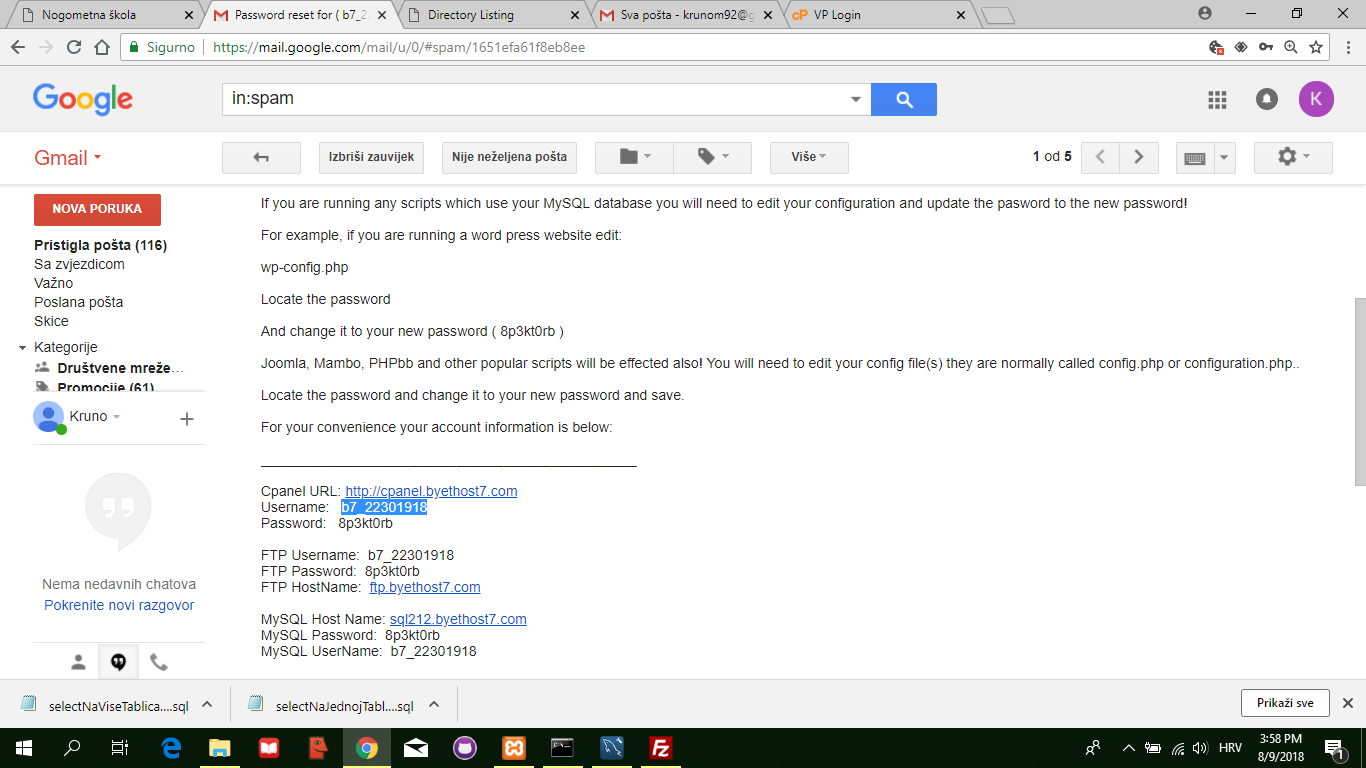 Nogometna škola
Password reset for ( b7_2
Directory Listing
Sva pošta - krunom92@g
cP VP Login
Sigurno
https://mail.google.com/mail/u/0/#spam/1651efa61f8eb8ee
Google
in:spam
K
Gmail
Izbriši zauvijek
Nije neželjena pošta
Više
1 od 5
NOVA PORUKA
Pristigla pošta (116)
Sa zvjezdicom
Važno
Poslana pošta
Skice
Kategorije
Društvene mreže…
Promocije (61)
Kruno
Nema nedavnih chatova
Pokrenite novi razgovor
If you are running any scripts which use your MySQL database you will need to edit your configuration and update the pasword to the new password!
For example, if you are running a word press website edit:
wp-config.php
Locate the password
And change it to your new password ( 8p3kt0rb )
Joomla, Mambo, PHPbb and other popular scripts will be effected also! You will need to edit your config file(s) they are normally called config.php or configuration.php..
Locate the password and change it to your new password and save.
For your convenience your account information is below:
________________________________________________
Cpanel URL: http://cpanel.byethost7.com
Username: b7_22301918
Password: 8p3kt0rb
FTP Username: b7_22301918
FTP Password: 8p3kt0rb
FTP HostName: ftp.byethost7.com
MySQL Host Name: sql212.byethost7.com
MySQL Password: 8p3kt0rb
MySQL UserName: b7_22301918
selectNaViseTablica....sql
selectNaJednojTabl....sql
Prikaži sve
HRV
3:58 PM
8/9/2018
1